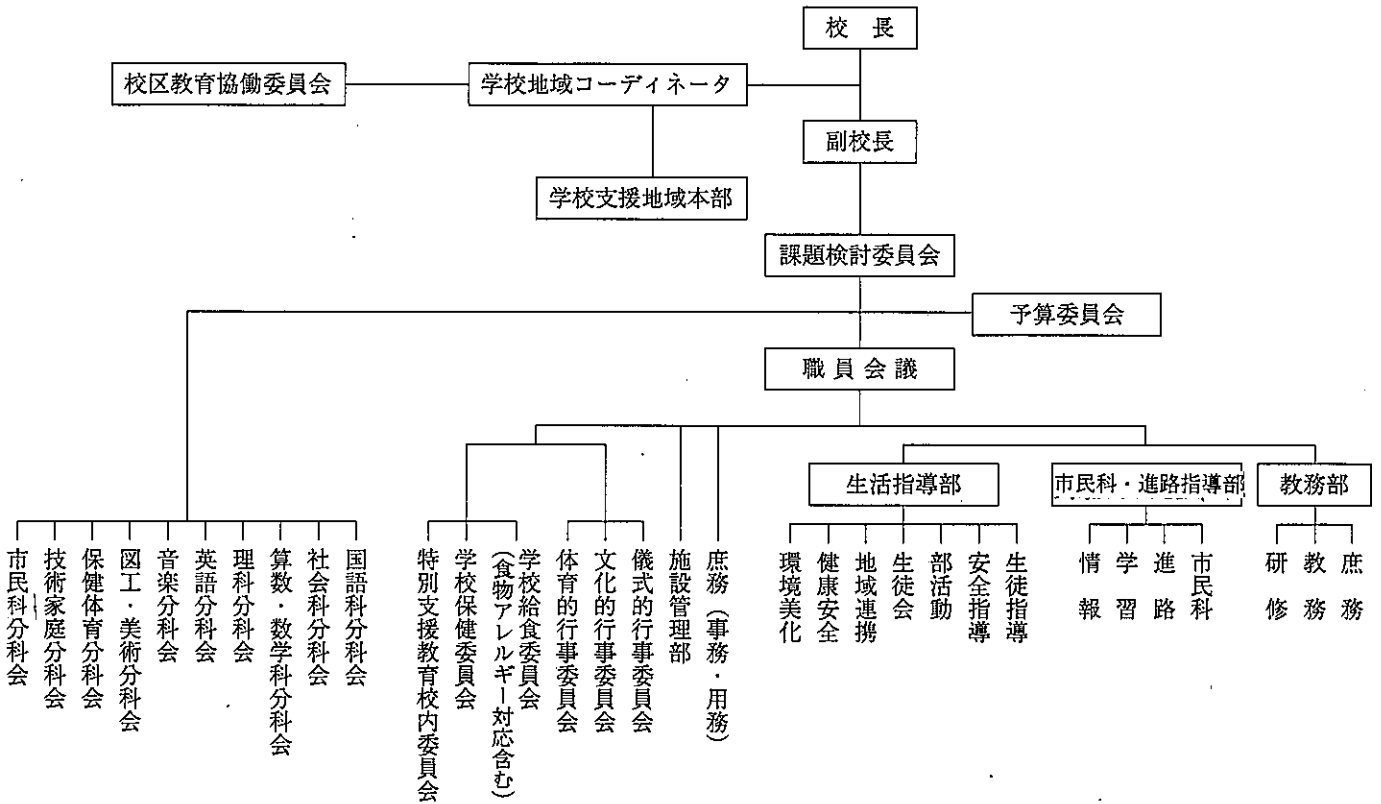 校　長
校区教育協働委員会
学校地域コーディネータ
副校長
学校支援地域本部
課題検討委員会
予算委員会
職 員 会 議
生活指導部
市民科・進路指導部
教務部
庶務
教務
研修
市民科
進路
学習
情報
生徒指導
安全指導
部活動
生徒会
地域連携
健康安全
環境美化
庶務（事務・用務）
施設管理部
儀式的行事委員会
文化的行事委員会
体育的行事委員会
学校給食委員会
（食物アレルギー対応含む）
学校保健委員会
特別支援教育校内委員会
国語科分科会
社会科分科会
算数・数学科分科会
理科分科会
英語分科会
音楽分科会
図工・美術分科会
保健体育分科会
技術家庭分科会
市民科分科会